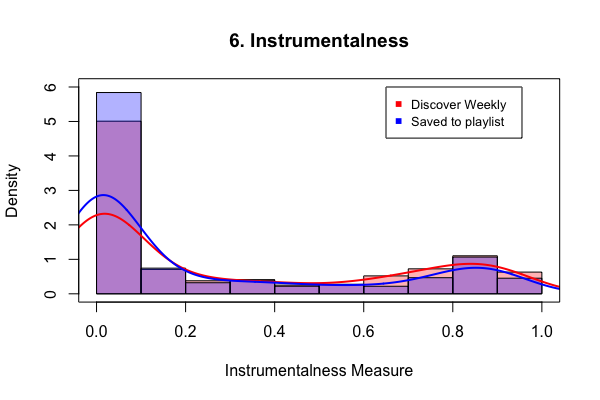 6. Instrumentalness
Discover Weekly
Saved to playlist
Density
0 1 2 3 4 5 6
0.0 0.2 0.4 0.6 0.8 1.0
Instrumentalness Measure